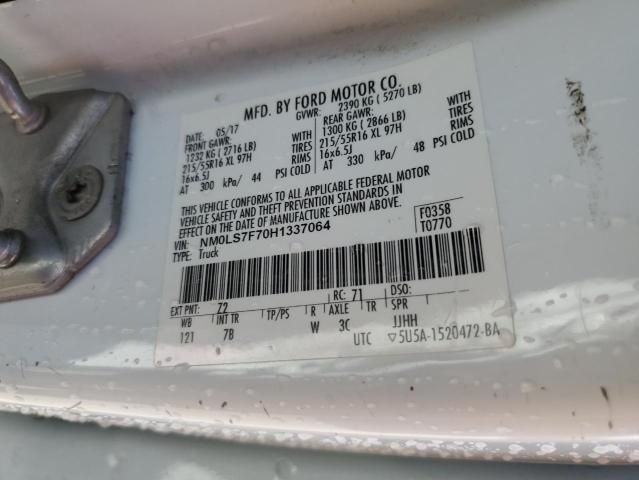 MFD. BY FORD MOTOR CO.
DATE: 05/17 GVWR: 2390 KG ( 5270 LB)
FRONT GAWR: REAR GAWR:
1232 KG ( 2716 LB) WITH 1300 KG ( 2866 LB) WITH
215/55R16 XL 97H TIRES 215/55R16 XL 97H TIRES
16x6.5J RIMS 16x6.5J RIMS
AT 300 kPa/ 44 PSI COLD AT 330 kPa/ 48 PSI COLD
THIS VEHICLE CONFORMS TO ALL APPLICABLE FEDERAL MOTOR
VEHICLE SAFETY AND THEFT PREVENTION STANDARDS IN
EFFECT ON THE DATE OF MANUFACTURE SHOWN ABOVE.
VIN: NM0LS7F70H1337064 F0358
TYPE: Truck T0770
EXT PNT: Z2 RC: 71 DSO:
WB INT TR TP/PS R AXLE TR SPR
121 7B W 3C JJHH
UTC ▽5U5A-1520472-BA